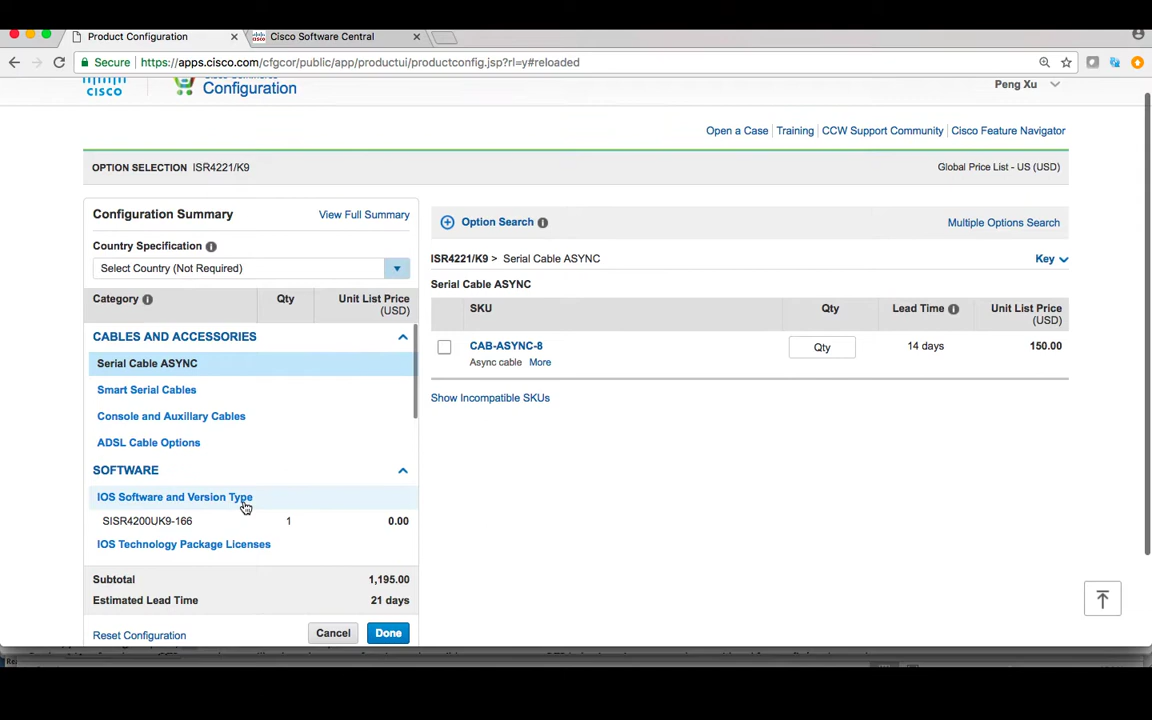 Product Configuration
Cisco Software Central
Secure https://apps.cisco.com/cfgcor/public/app/productui/productconfig.jsp?rl=y#reloaded
CISCO
Configuration
Peng Xu
Open a Case Training CCW Support Community Cisco Feature Navigator
OPTION SELECTION ISR4221/K9
Global Price List - US (USD)
Configuration Summary
View Full Summary
Country Specification
Select Country (Not Required)
Category Qty Unit List Price
(USD)
CABLES AND ACCESSORIES
Serial Cable ASYNC
Smart Serial Cables
Console and Auxillary Cables
ADSL Cable Options
SOFTWARE
IOS Software and Version Type
SISR4200UK9-166 1 0.00
IOS Technology Package Licenses
Subtotal 1,195.00
Estimated Lead Time 21 days
Reset Configuration
Cancel
Done
Option Search
Multiple Options Search
ISR4221/K9 > Serial Cable ASYNC
Key
Serial Cable ASYNC
SKU Qty Lead Time Unit List Price
(USD)
CAB-ASYNC-8 Qty 14 days 150.00
Async cable More
Show Incompatible SKUs